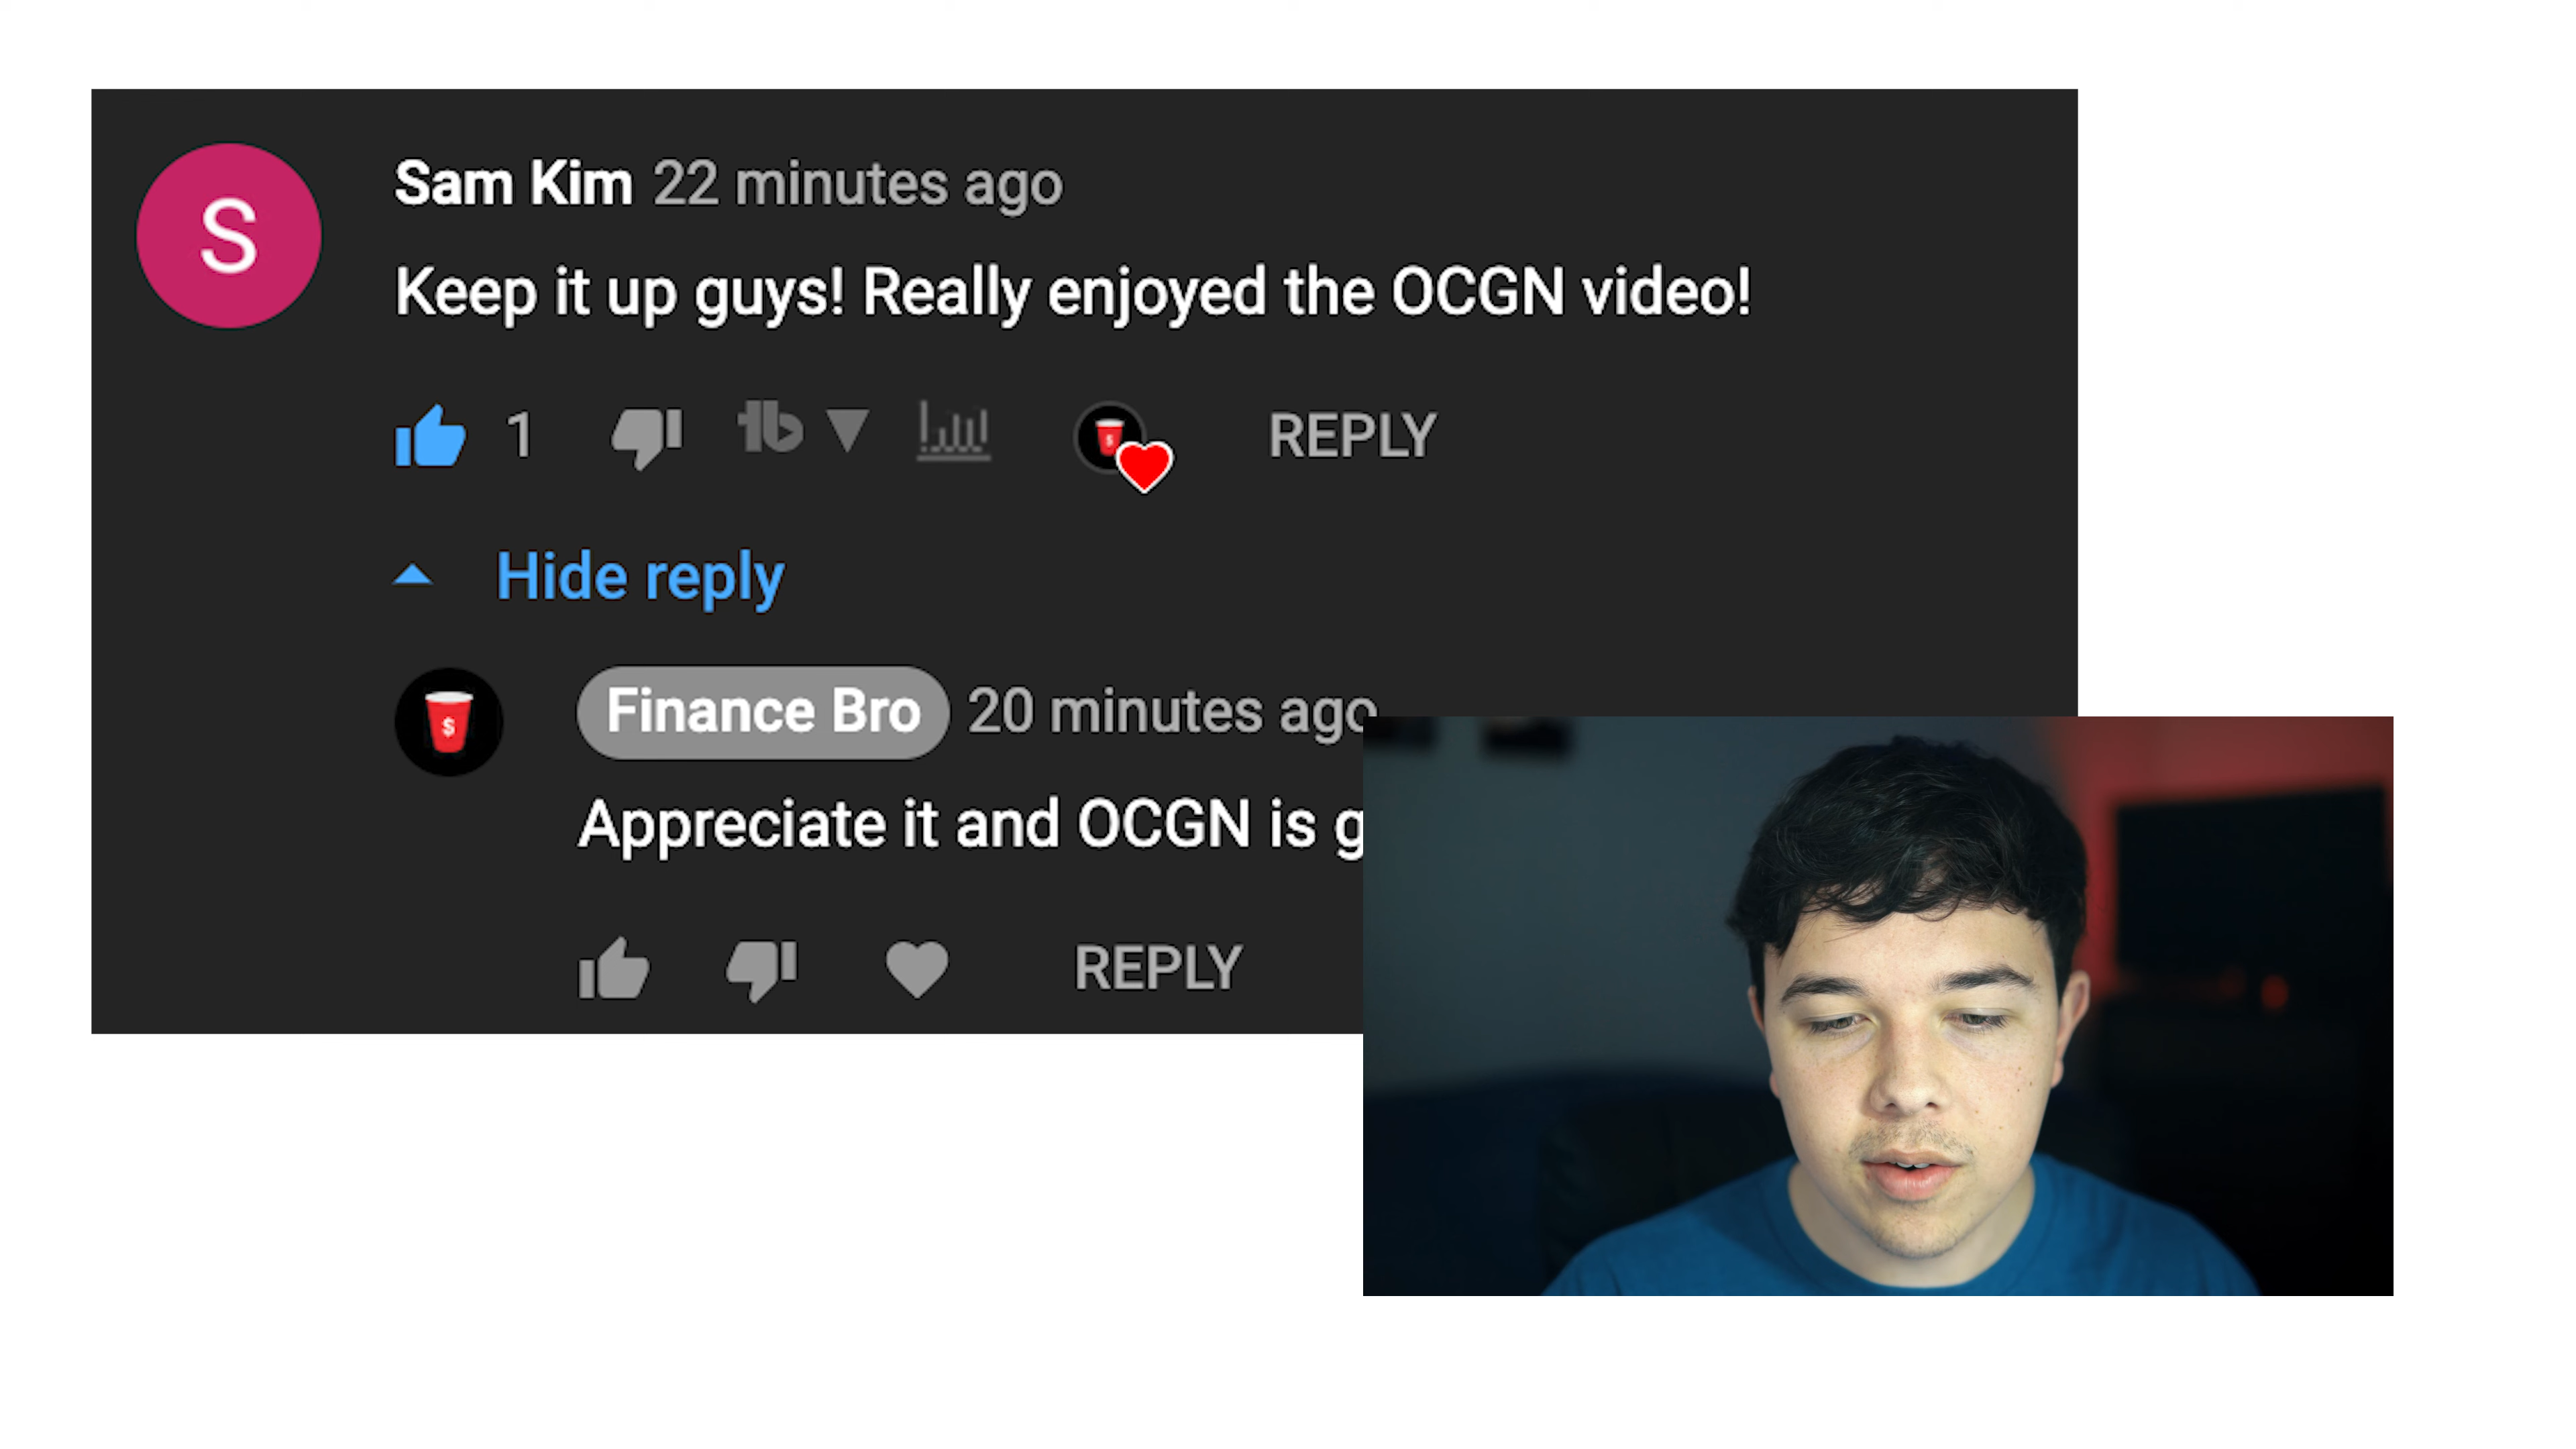 S
Sam Kim 22 minutes ago
Keep it up guys! Really enjoyed the OCGN video!
1 REPLY
Hide reply
$
Finance Bro 20 minutes ago
Appreciate it and OCGN is
REPLY